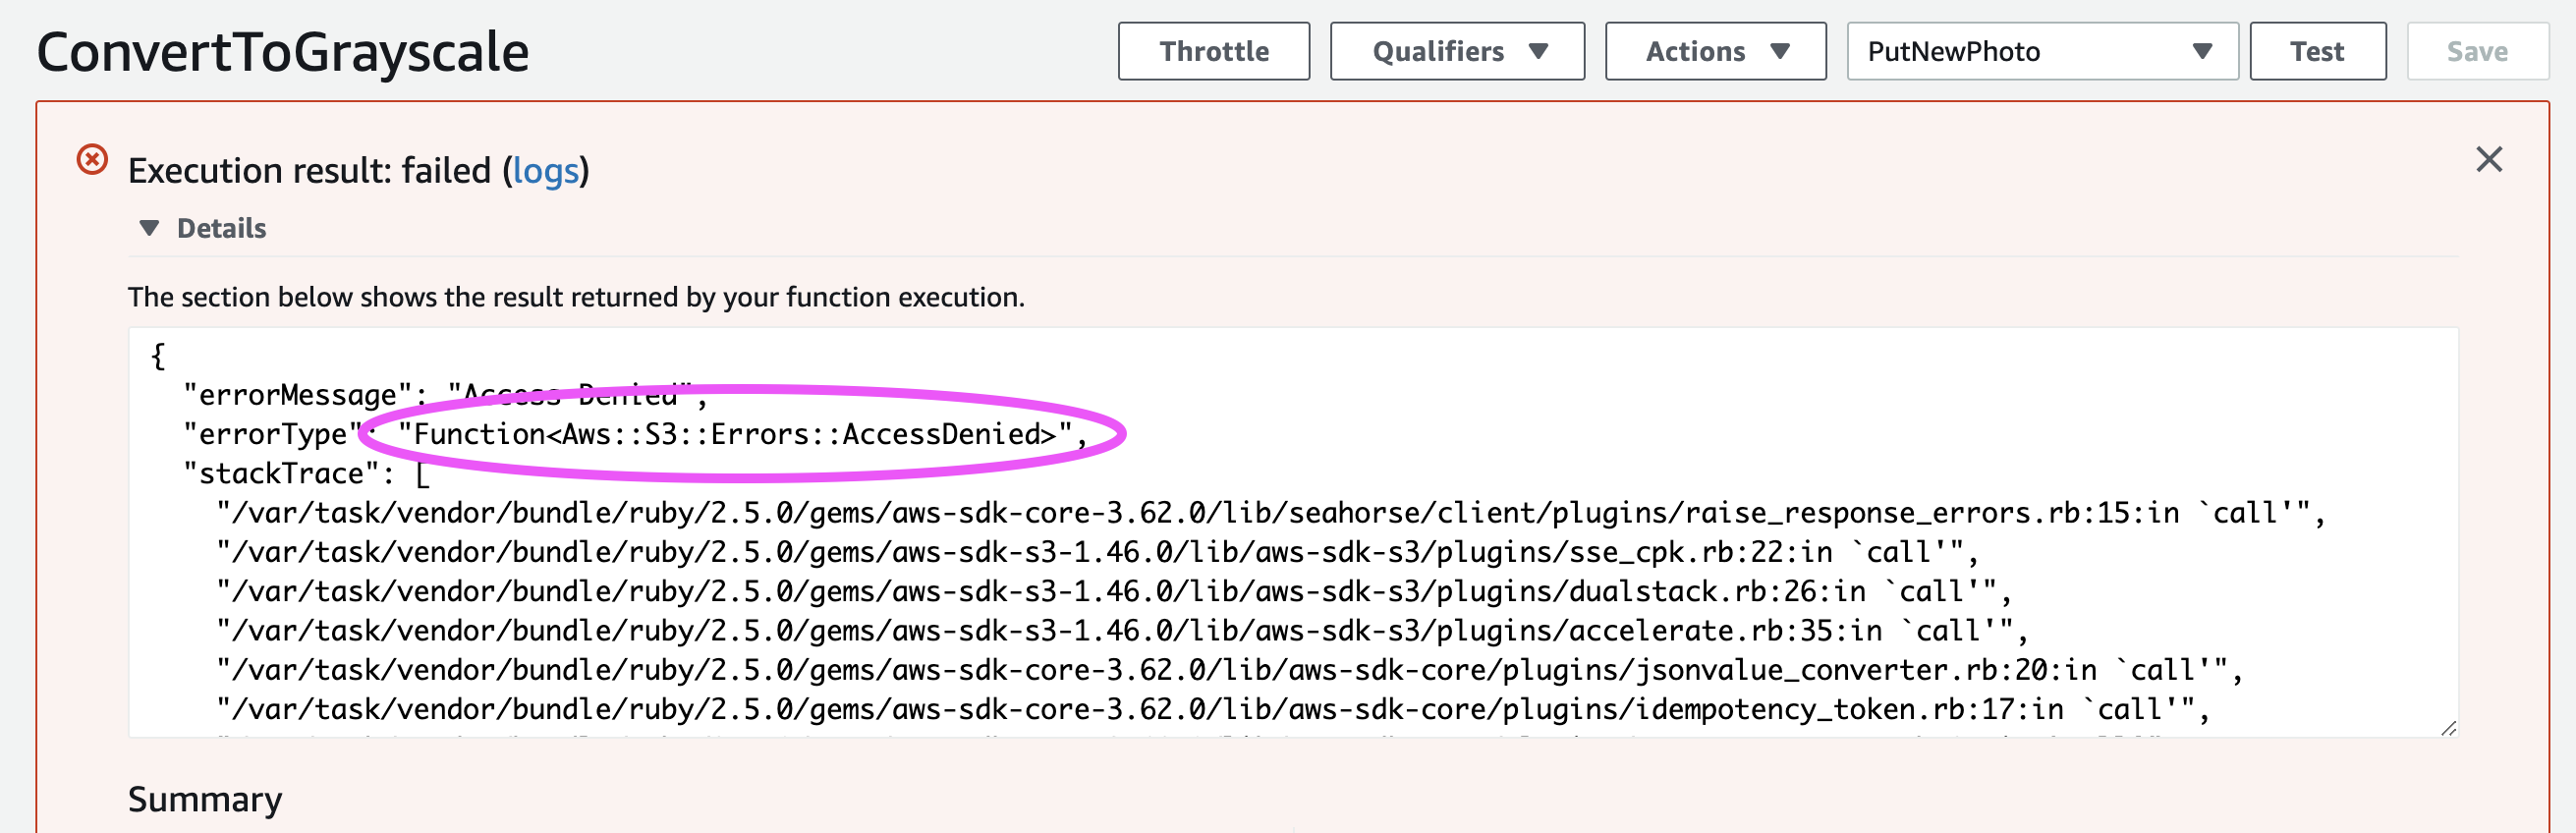 ConvertToGrayscale
Throttle
Qualifiers
Actions
PutNewPhoto
Test
Save
Execution result: failed (logs)
Details
The section below shows the result returned by your function execution.
{
"errorMessage": "Access Denied",
"errorType": "Function<Aws::S3::Errors::AccessDenied>",
"stackTrace": [
"/var/task/vendor/bundle/ruby/2.5.0/gems/aws-sdk-core-3.62.0/lib/seahorse/client/plugins/raise_response_errors.rb:15:in `call'",
"/var/task/vendor/bundle/ruby/2.5.0/gems/aws-sdk-s3-1.46.0/lib/aws-sdk-s3/plugins/sse_cpk.rb:22:in `call'",
"/var/task/vendor/bundle/ruby/2.5.0/gems/aws-sdk-s3-1.46.0/lib/aws-sdk-s3/plugins/dualstack.rb:26:in `call'",
"/var/task/vendor/bundle/ruby/2.5.0/gems/aws-sdk-s3-1.46.0/lib/aws-sdk-s3/plugins/accelerate.rb:35:in `call'",
"/var/task/vendor/bundle/ruby/2.5.0/gems/aws-sdk-core-3.62.0/lib/aws-sdk-core/plugins/jsonvalue_converter.rb:20:in `call'",
"/var/task/vendor/bundle/ruby/2.5.0/gems/aws-sdk-core-3.62.0/lib/aws-sdk-core/plugins/idempotency_token.rb:17:in `call'",
Summary